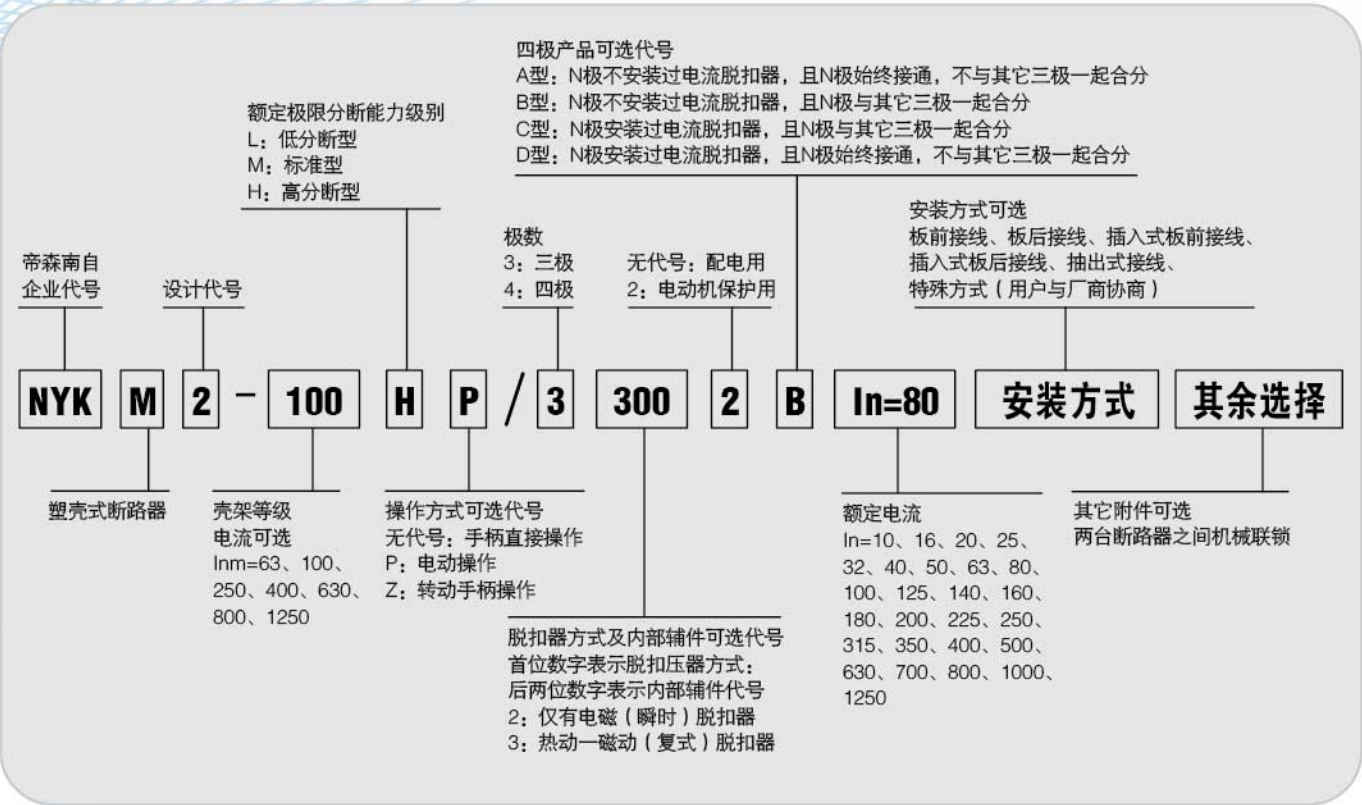 四极产品可选代号
A型：N极不安装过电流脱扣器，且N极始终接通，不与其它三极一起合分
B型：N极不安装过电流脱扣器，且N极与其它三极一起合分
C型：N极安装过电流脱扣器，且N极与其它三极一起合分
D型：N极安装过电流脱扣器，且N极始终接通，不与其它三极一起合分
额定极限分断能力级别
L：低分断型
M：标准型
H：高分断型
安装方式可选
板前接线、板后接线、插入式板前接线、
插入式板后接线、抽出式接线、
特殊方式（用户与厂商协商）
极数
3：三极
4：四极
无代号：配电用
2：电动机保护用
帝森南自
企业代号
设计代号
NYK M 2 - 100 H P / 3 300 2 B In=80 安装方式 其余选择
塑壳式断路器
壳架等级
电流可选
Inm=63、100、
250、400、630、
800、1250
操作方式可选代号
无代号：手柄直接操作
P：电动操作
Z：转动手柄操作
脱扣器方式及内部辅件可选代号
首位数字表示脱扣压器方式：
后两位数字表示内部辅件代号
2：仅有电磁（瞬时）脱扣器
3：热动一磁动（复式）脱扣器
额定电流
In=10、16、20、25、
32、40、50、63、80、
100、125、140、160、
180、200、225、250、
315、350、400、500、
630、700、800、1000、
1250
其它附件可选
两台断路器之间机械联锁